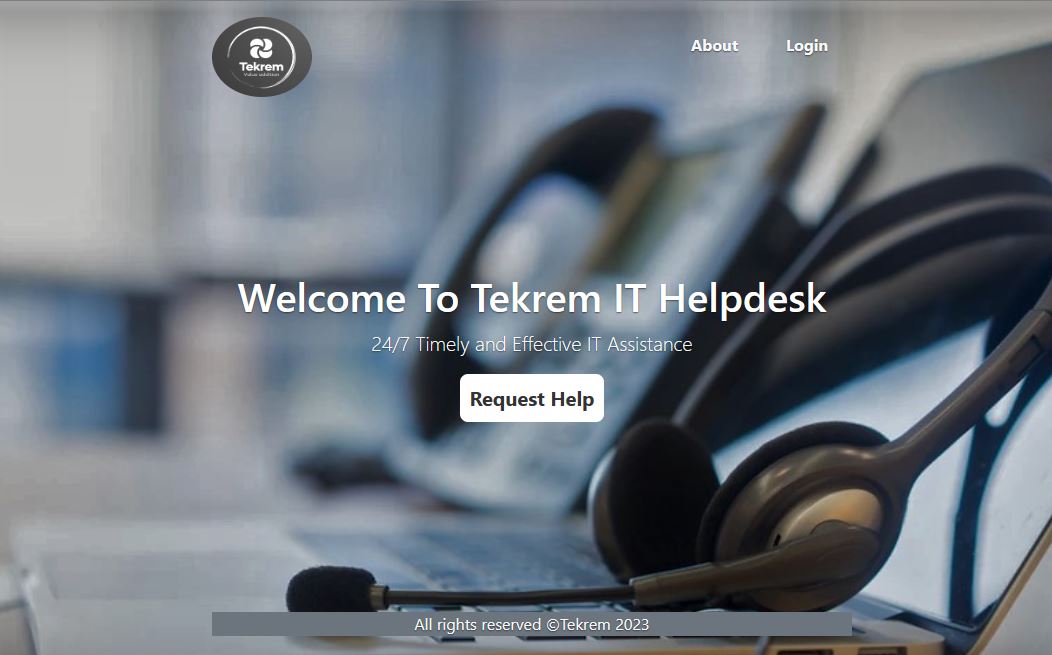 Tekrem
Value addition
About
Login
Welcome To Tekrem IT Helpdesk
24/7 Timely and Effective IT Assistance
Request Help
All rights reserved ©Tekrem 2023